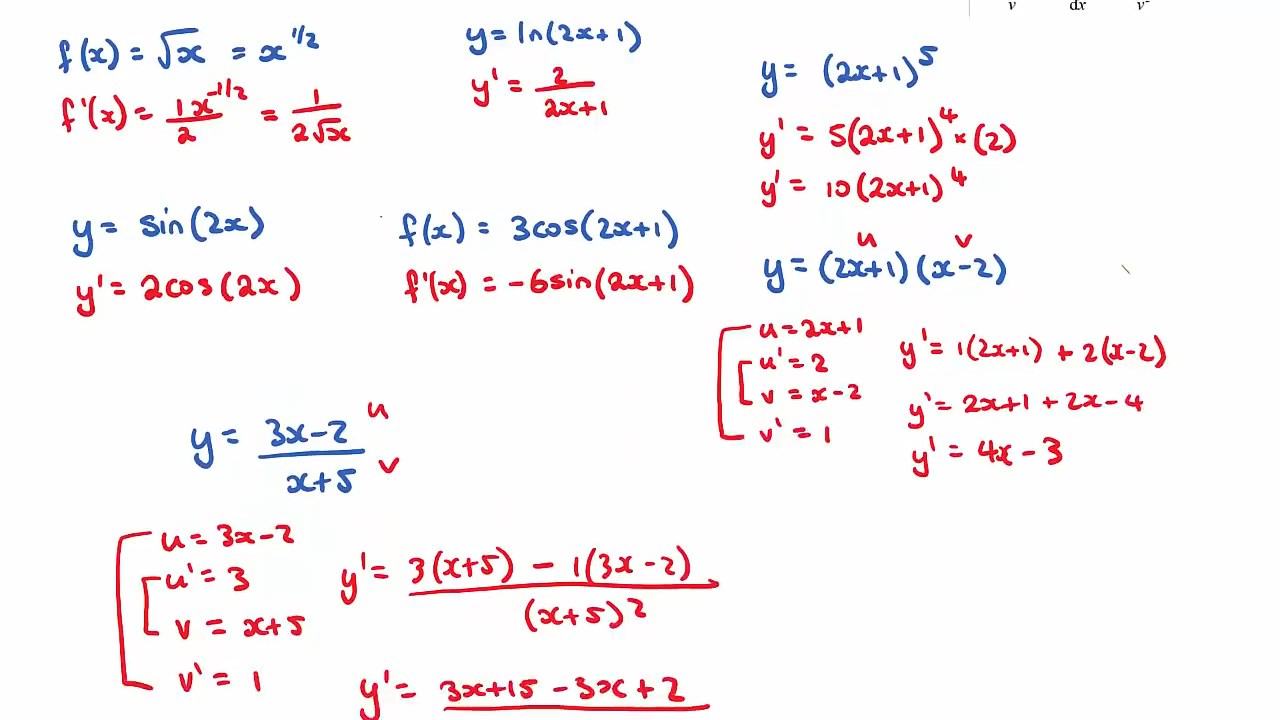 v dx v²
f(x) = √x = x^1/2
f'(x) = 1x^-1/2 / 2 = 1 / 2√x
y = ln(2x+1)
y' = 2 / 2x+1
y = (2x+1)^5
y' = 5(2x+1)^4 × (2)
y' = 10(2x+1)^4
y = sin(2x)
y' = 2cos(2x)
f(x) = 3cos(2x+1)
f'(x) = -6sin(2x+1)
u v
y = (2x+1)(x-2)
u = 2x+1
u' = 2
v = x-2
v' = 1
y' = 1(2x+1) + 2(x-2)
y' = 2x+1 + 2x-4
y' = 4x-3
y = 3x-2 / x+5
u
v
u = 3x-2
u' = 3
v = x+5
v' = 1
y' = 3(x+5) - 1(3x-2) / (x+5)²
y' = 3x+15 - 3x+2